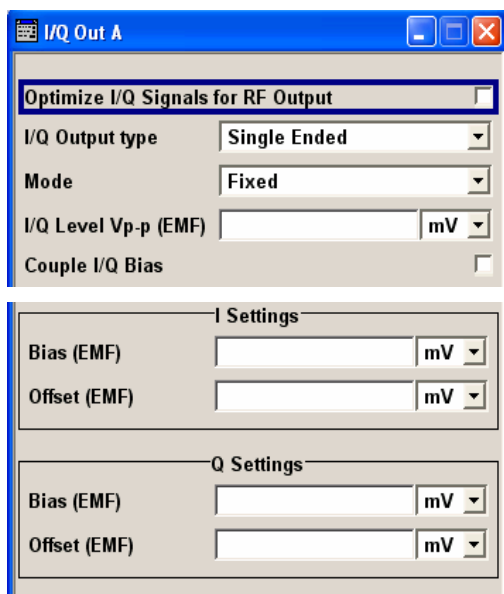 I/Q Out A
Optimize I/Q Signals for RF Output
I/Q Output type Single Ended
Mode Fixed
I/Q Level Vp-p (EMF) mV
Couple I/Q Bias
I Settings
Bias (EMF) mV
Offset (EMF) mV
Q Settings
Bias (EMF) mV
Offset (EMF) mV